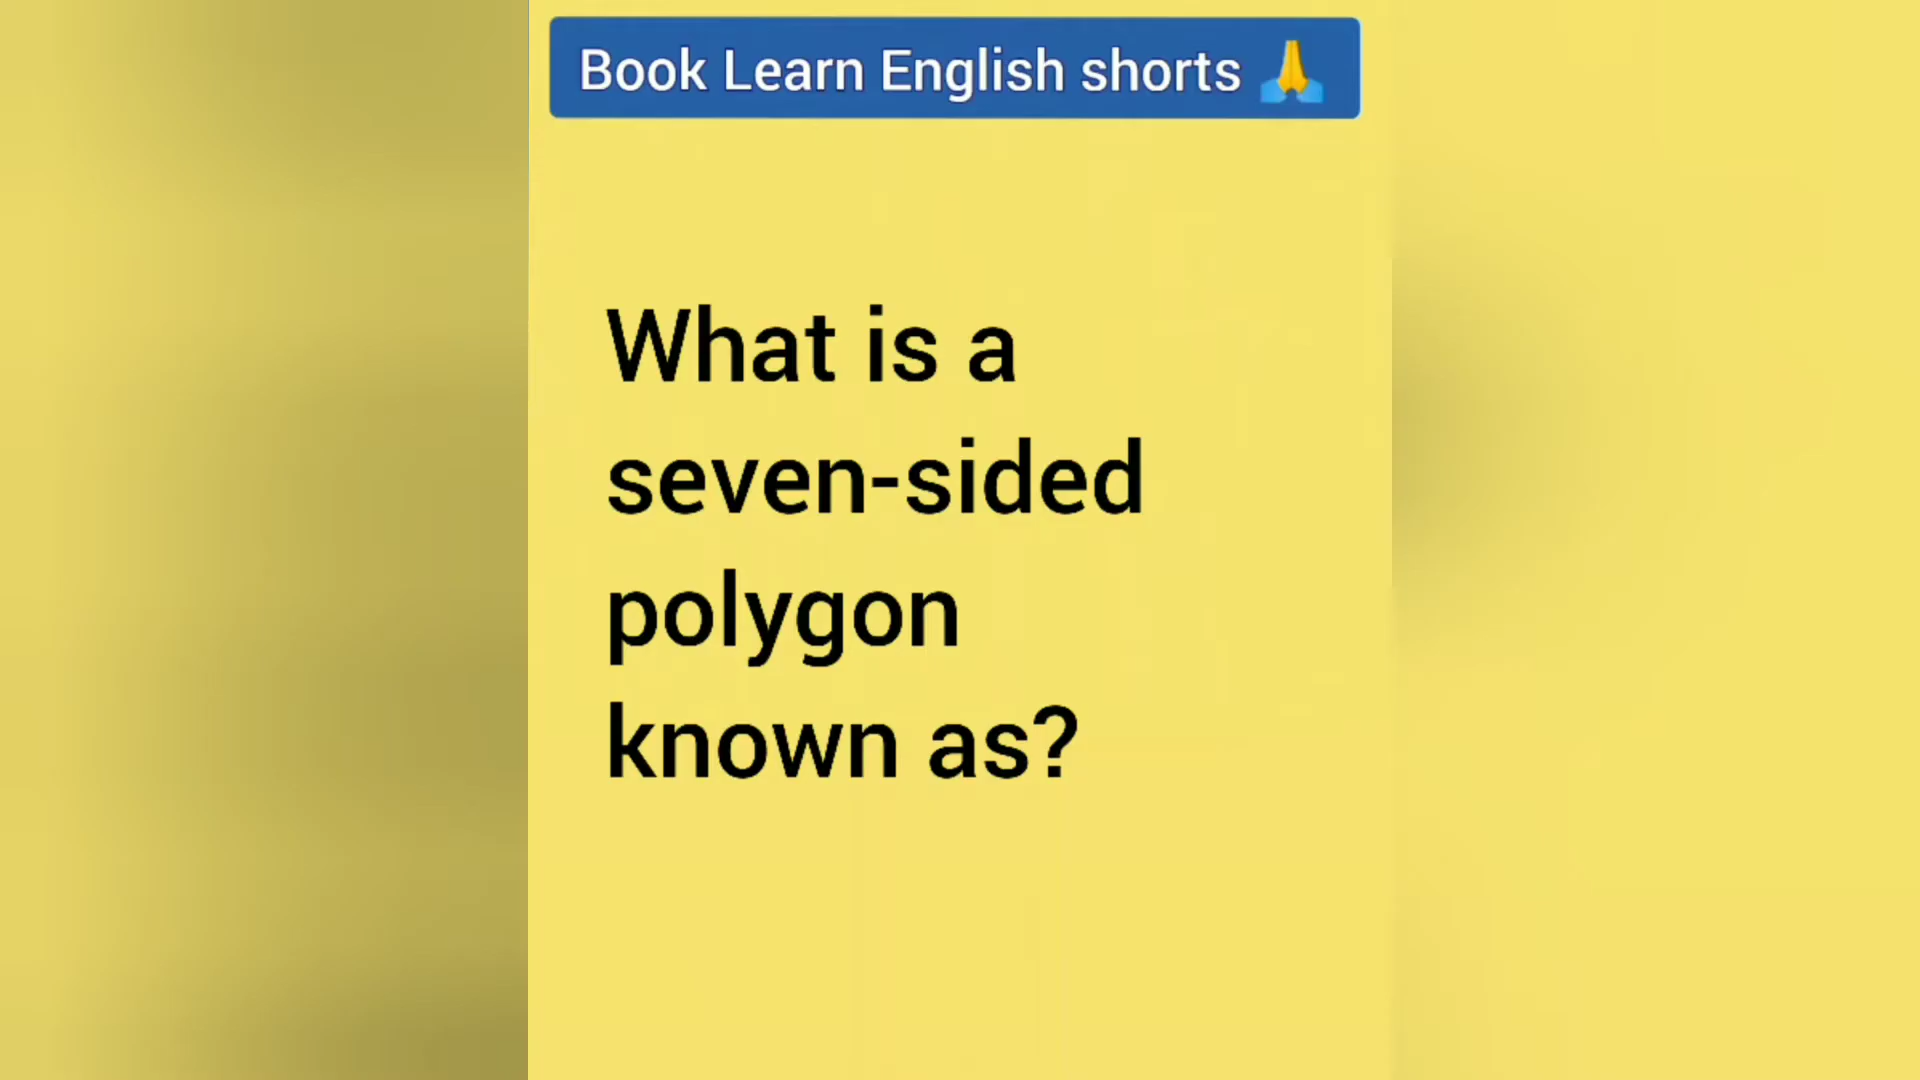 Book Learn English shorts 🙏
What is a
seven-sided
polygon
known as?